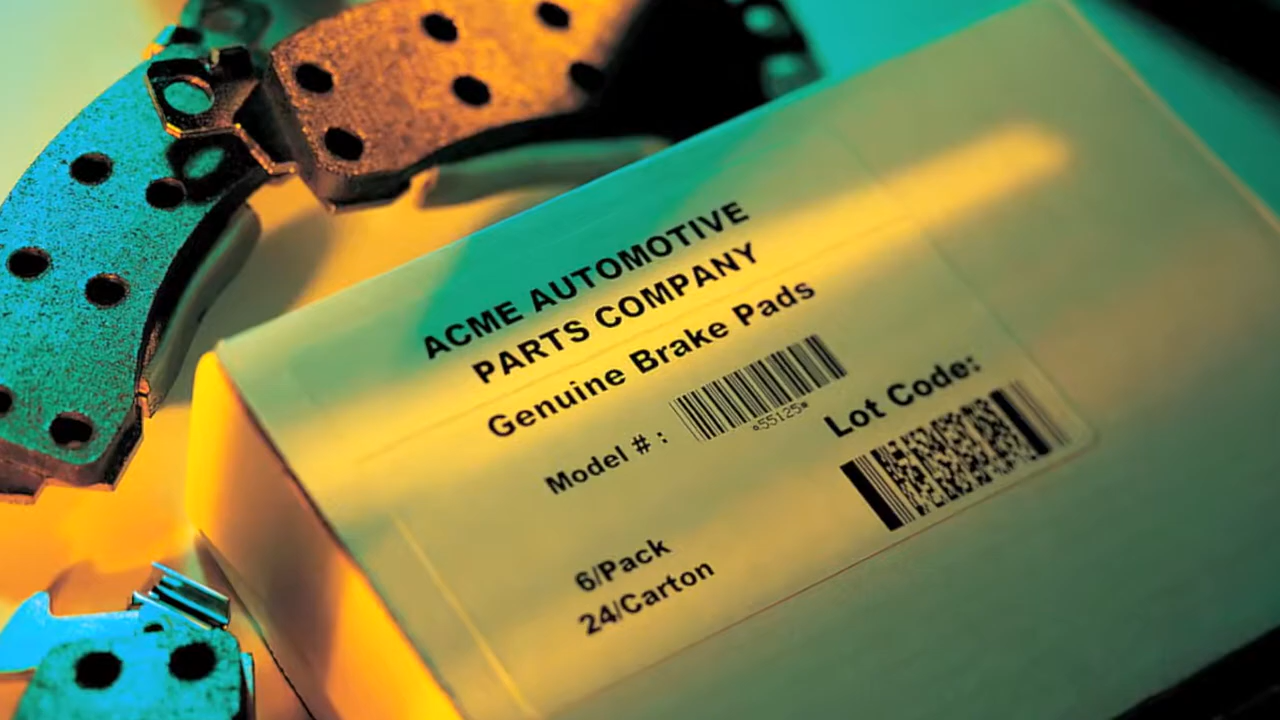 ACME AUTOMOTIVE
PARTS COMPANY
Genuine Brake Pads
Model # :
*55125*
Lot Code:
6/Pack
24/Carton